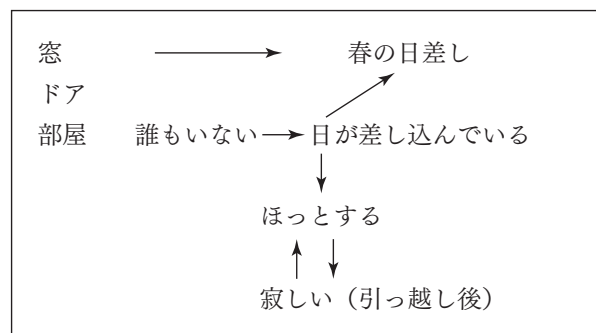 窓 春の日差し
ドア
部屋 誰もいない 日が差し込んでいる
ほっとする
寂しい（引っ越し後）